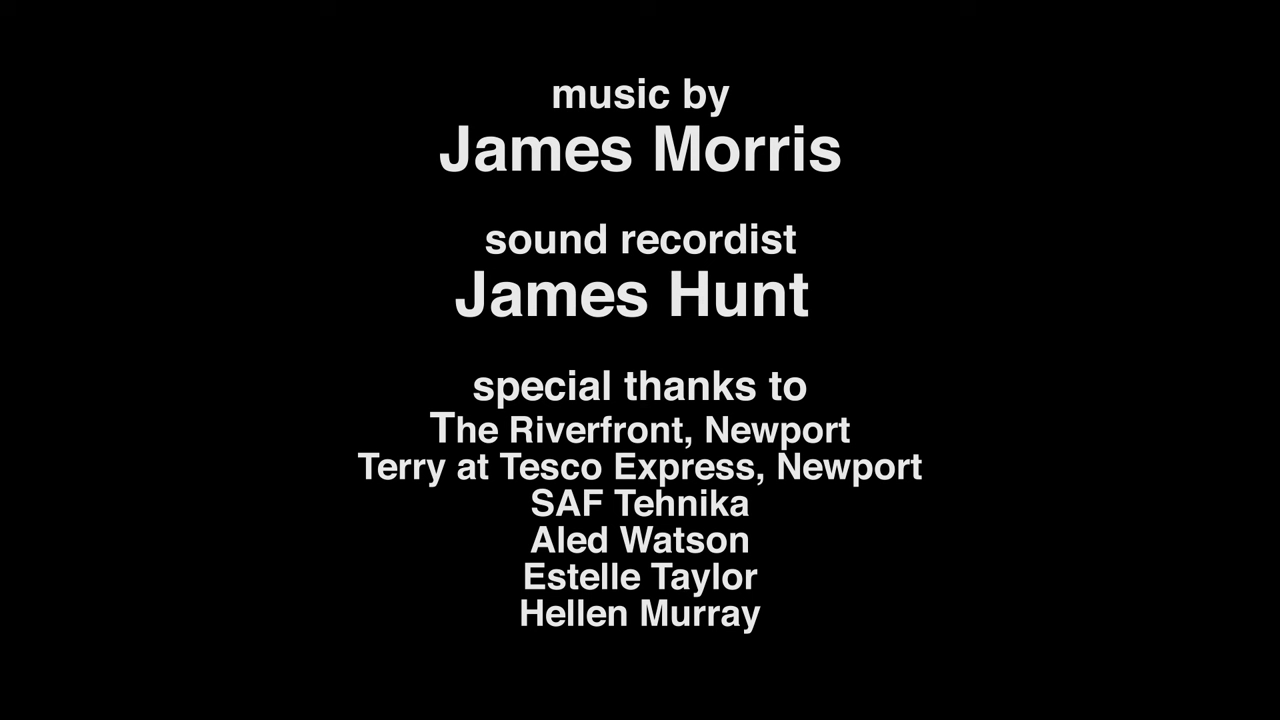 music by
James Morris
sound recordist
James Hunt
special thanks to
The Riverfront, Newport
Terry at Tesco Express, Newport
SAF Tehnika
Aled Watson
Estelle Taylor
Hellen Murray